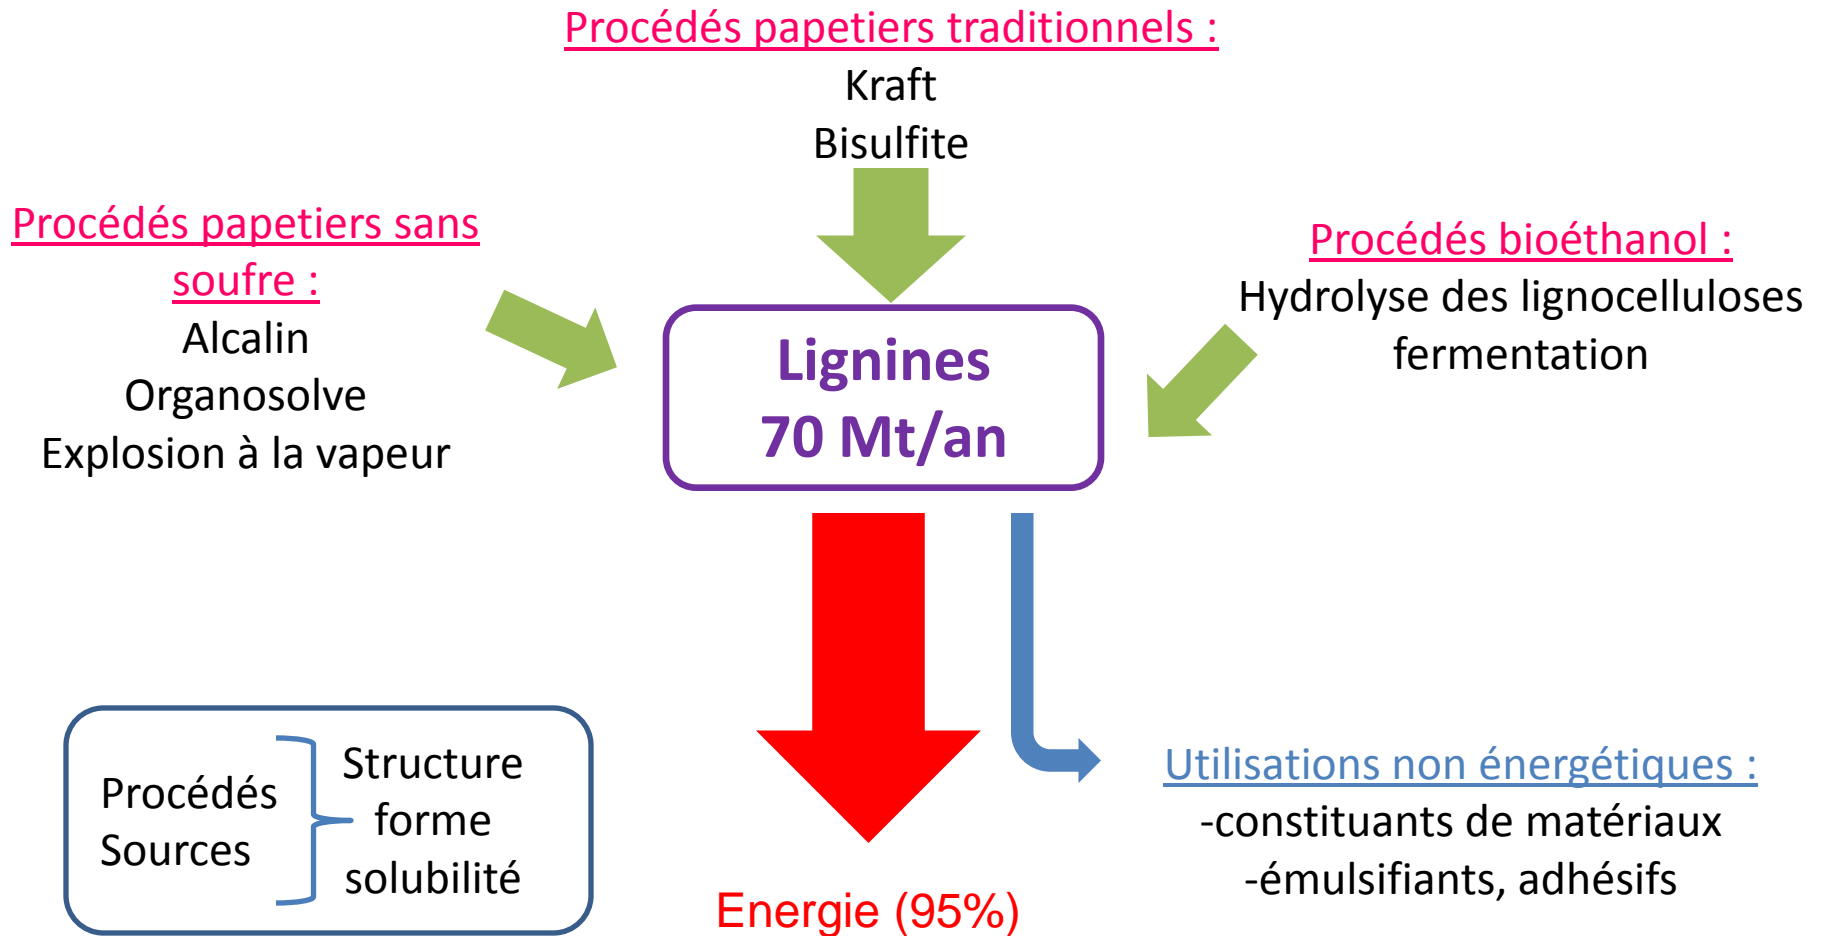 Procédés papetiers traditionnels :
Kraft
Bisulfite
Procédés papetiers sans
soufre :
Alcalin
Organosolve
Explosion à la vapeur
Procédés bioéthanol :
Hydrolyse des lignocelluloses
fermentation
Lignines
70 Mt/an
Procédés
Sources
Structure
forme
solubilité
Energie (95%)
Utilisations non énergétiques :
-constituants de matériaux
-émulsifiants, adhésifs